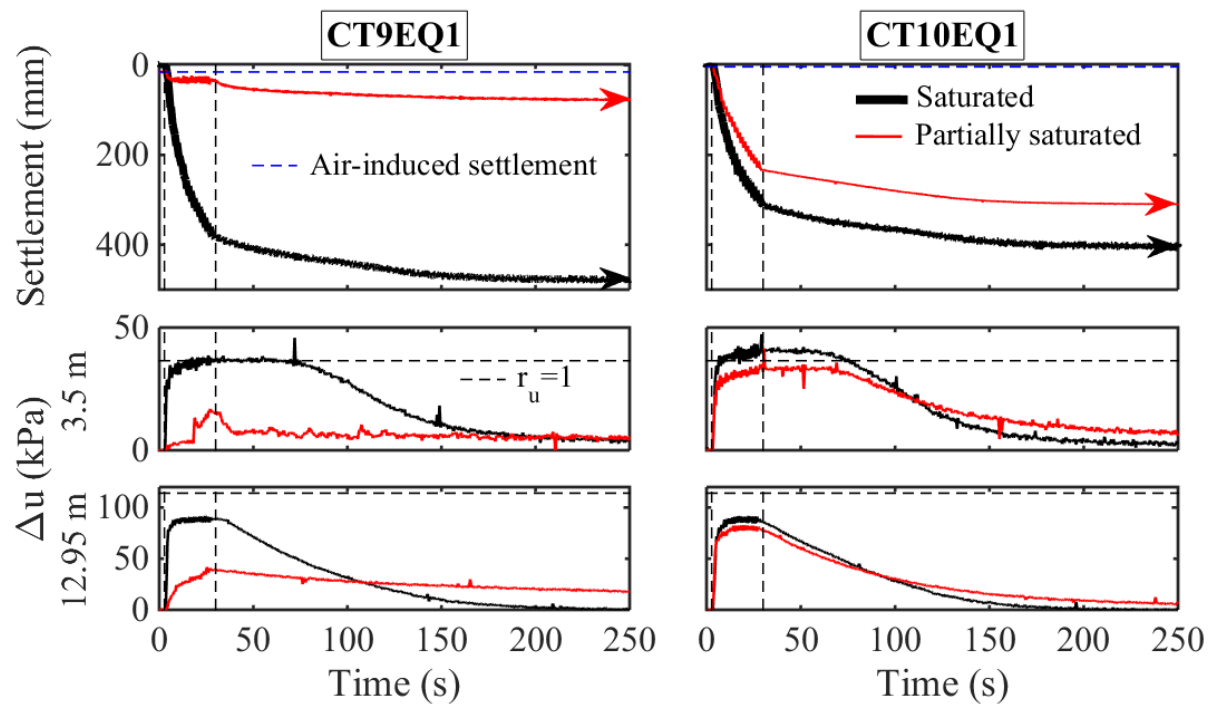 CT9EQ1
CT10EQ1
Settlement (mm)
0
200
400
Air-induced settlement
Saturated
Partially saturated
Δu (kPa)
3.5 m
50
0
r_u=1
12.95 m
100
50
0
0 50 100 150 200 250
0 50 100 150 200 250
Time (s)
Time (s)